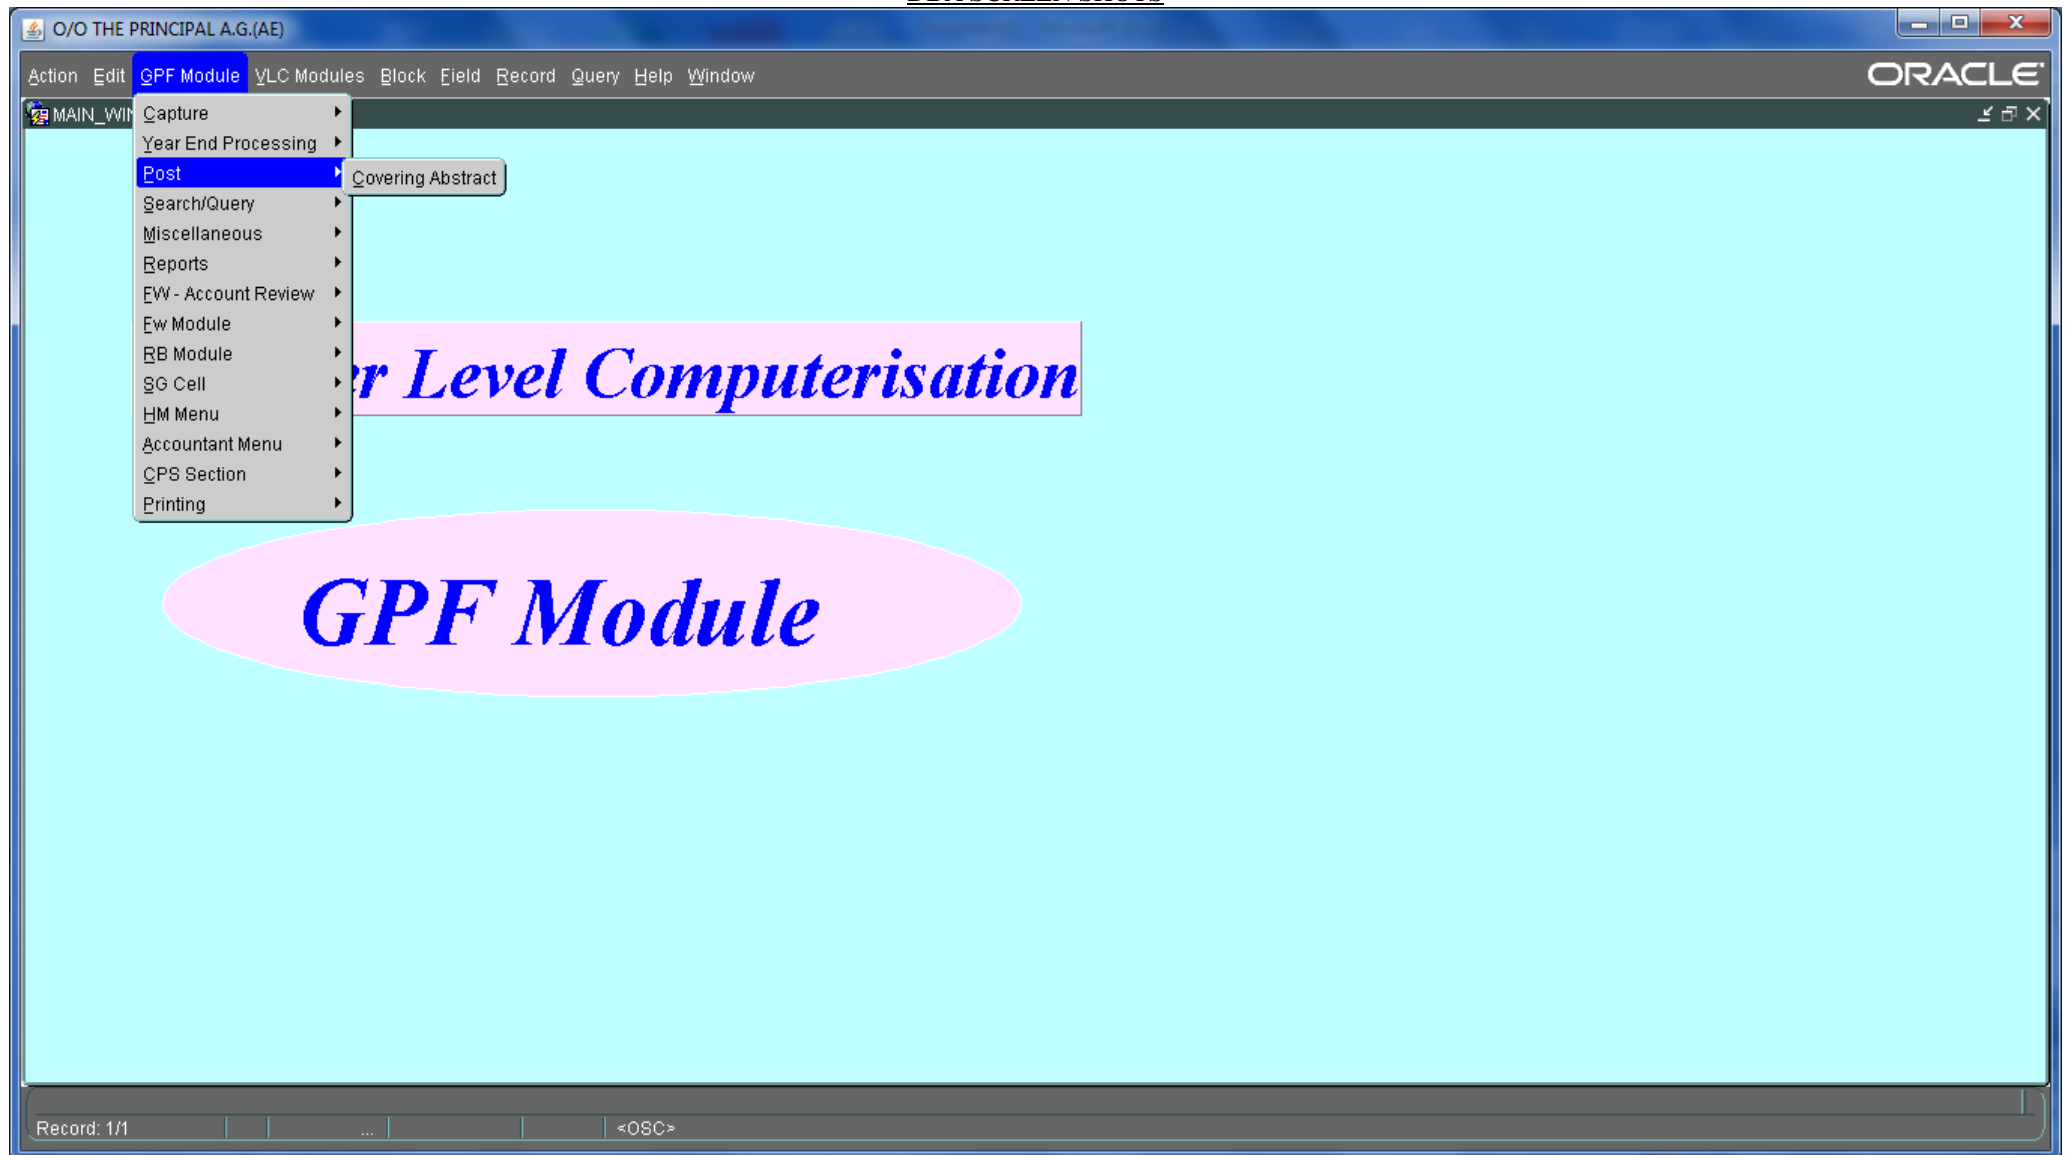 O/O THE PRINCIPAL A.G.(AE)
Action Edit GPF Module VLC Modules Block Field Record Query Help Window ORACLE
MAIN_WIN
Capture
Year End Processing
Post
Covering Abstract
Search/Query
Miscellaneous
Reports
FW - Account Review
Fw Module
RB Module
SG Cell
HM Menu
Accountant Menu
CPS Section
Printing
er Level Computerisation
GPF Module
Record: 1/1 ... <OSC>